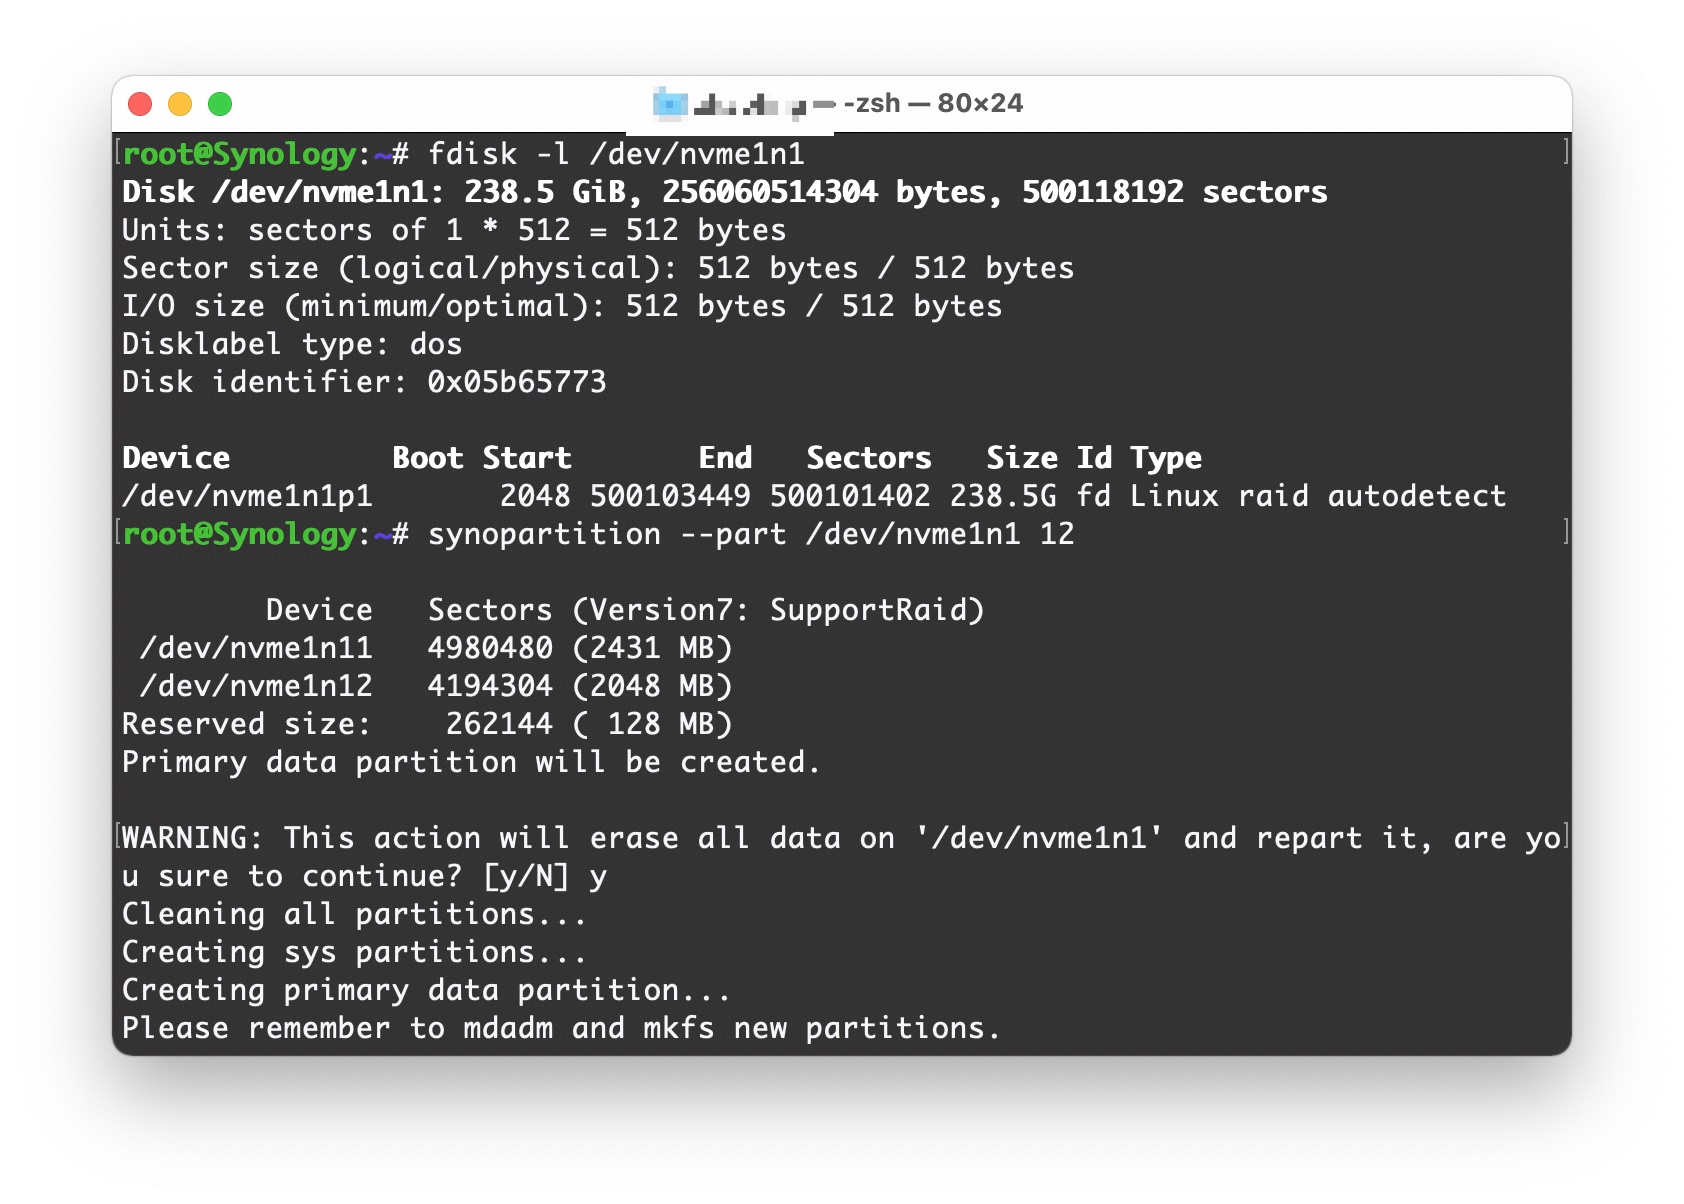 -zsh — 80×24
root@Synology:~# fdisk -l /dev/nvme1n1
Disk /dev/nvme1n1: 238.5 GiB, 256060514304 bytes, 500118192 sectors
Units: sectors of 1 * 512 = 512 bytes
Sector size (logical/physical): 512 bytes / 512 bytes
I/O size (minimum/optimal): 512 bytes / 512 bytes
Disklabel type: dos
Disk identifier: 0x05b65773
Device         Boot Start       End   Sectors   Size Id Type
/dev/nvme1n1p1       2048 500103449 500101402 238.5G fd Linux raid autodetect
root@Synology:~# synopartition --part /dev/nvme1n1 12
        Device   Sectors (Version7: SupportRaid)
 /dev/nvme1n11   4980480 (2431 MB)
 /dev/nvme1n12   4194304 (2048 MB)
Reserved size:    262144 ( 128 MB)
Primary data partition will be created.
WARNING: This action will erase all data on '/dev/nvme1n1' and repart it, are yo
u sure to continue? [y/N] y
Cleaning all partitions...
Creating sys partitions...
Creating primary data partition...
Please remember to mdadm and mkfs new partitions.